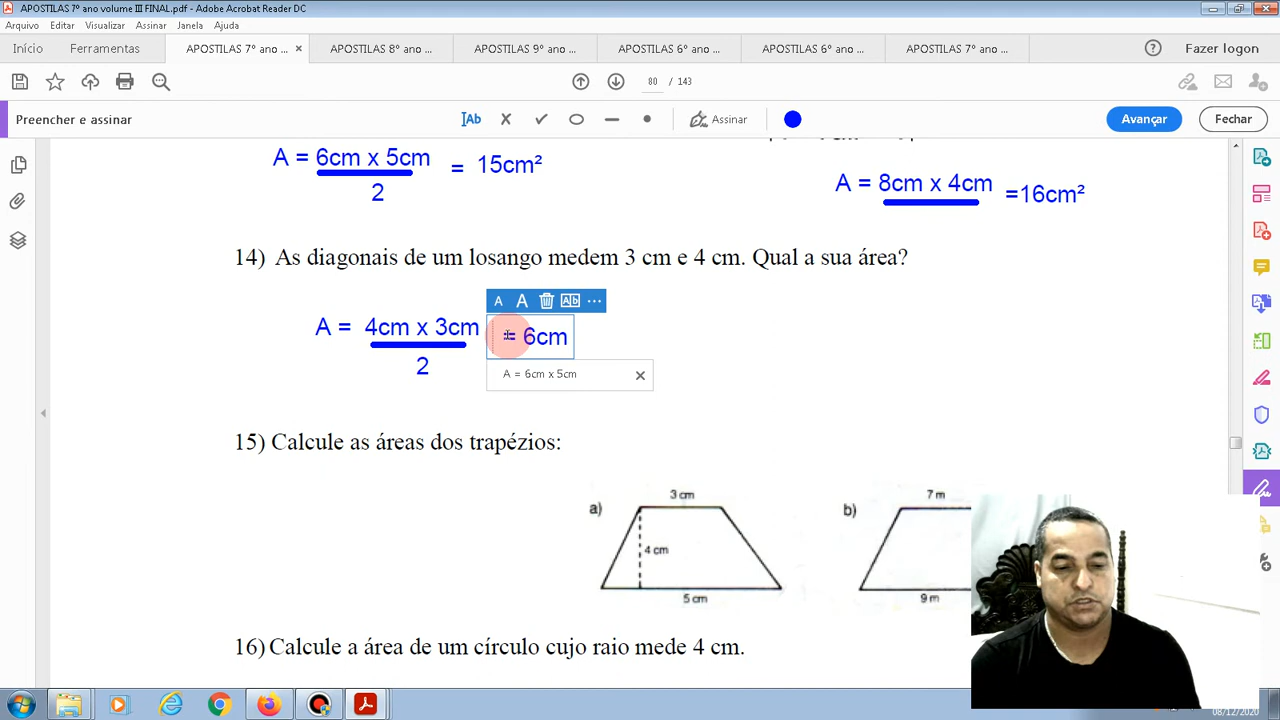 APOSTILAS 7º ano volume III FINAL.pdf - Adobe Acrobat Reader DC
Arquivo Editar Visualizar Assinar Janela Ajuda
Início Ferramentas APOSTILAS 7º ano ... × APOSTILAS 8º ano ... APOSTILAS 9º ano ... APOSTILAS 6º ano ... APOSTILAS 6º ano ... APOSTILAS 7º ano ... ? Fazer logon
80 / 143
Preencher e assinar IAb Assinar Avançar Fechar
A = 6cm x 5cm = 15cm²
2
A = 8cm x 4cm =16cm²
14) As diagonais de um losango medem 3 cm e 4 cm. Qual a sua área?
A A Ab ...
A = 4cm x 3cm = 6cm
2
A = 6cm x 5cm ×
15) Calcule as áreas dos trapézios:
a) 3 cm
4 cm
5 cm
b) 7 m
9 m
16) Calcule a área de um círculo cujo raio mede 4 cm.
08/12/2020